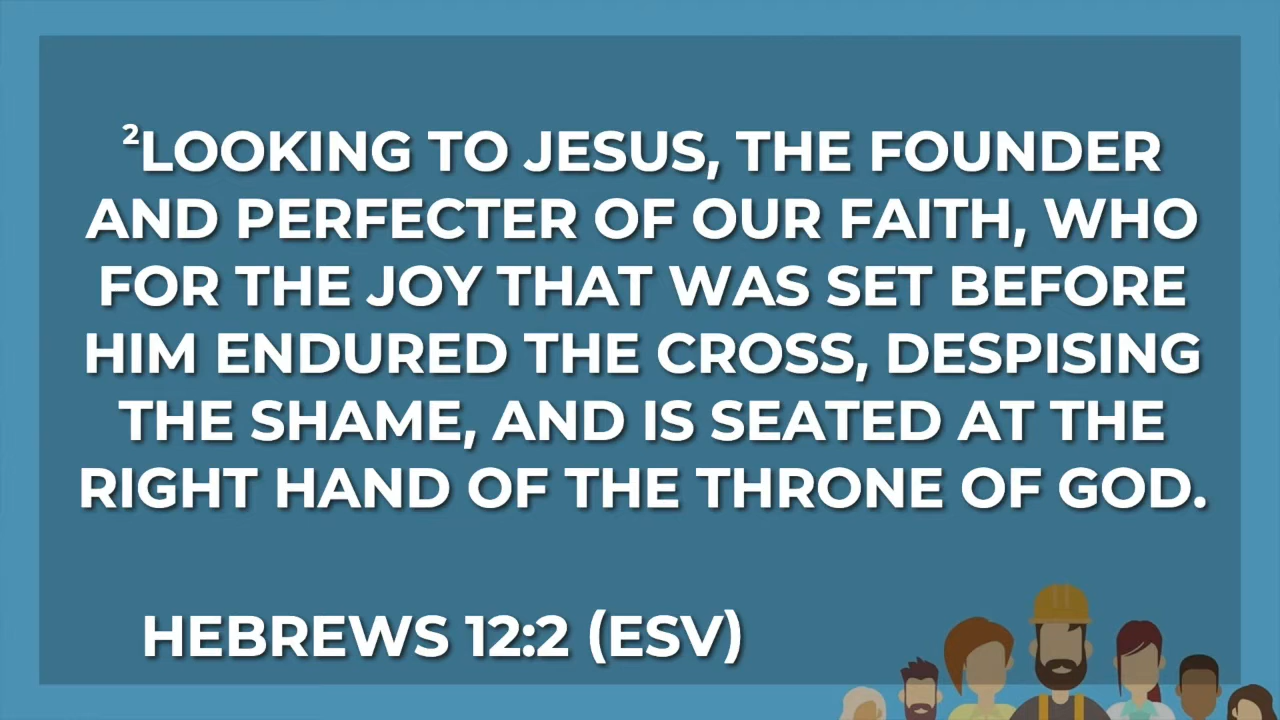 ²LOOKING TO JESUS, THE FOUNDER
AND PERFECTER OF OUR FAITH, WHO
FOR THE JOY THAT WAS SET BEFORE
HIM ENDURED THE CROSS, DESPISING
THE SHAME, AND IS SEATED AT THE
RIGHT HAND OF THE THRONE OF GOD.
HEBREWS 12:2 (ESV)